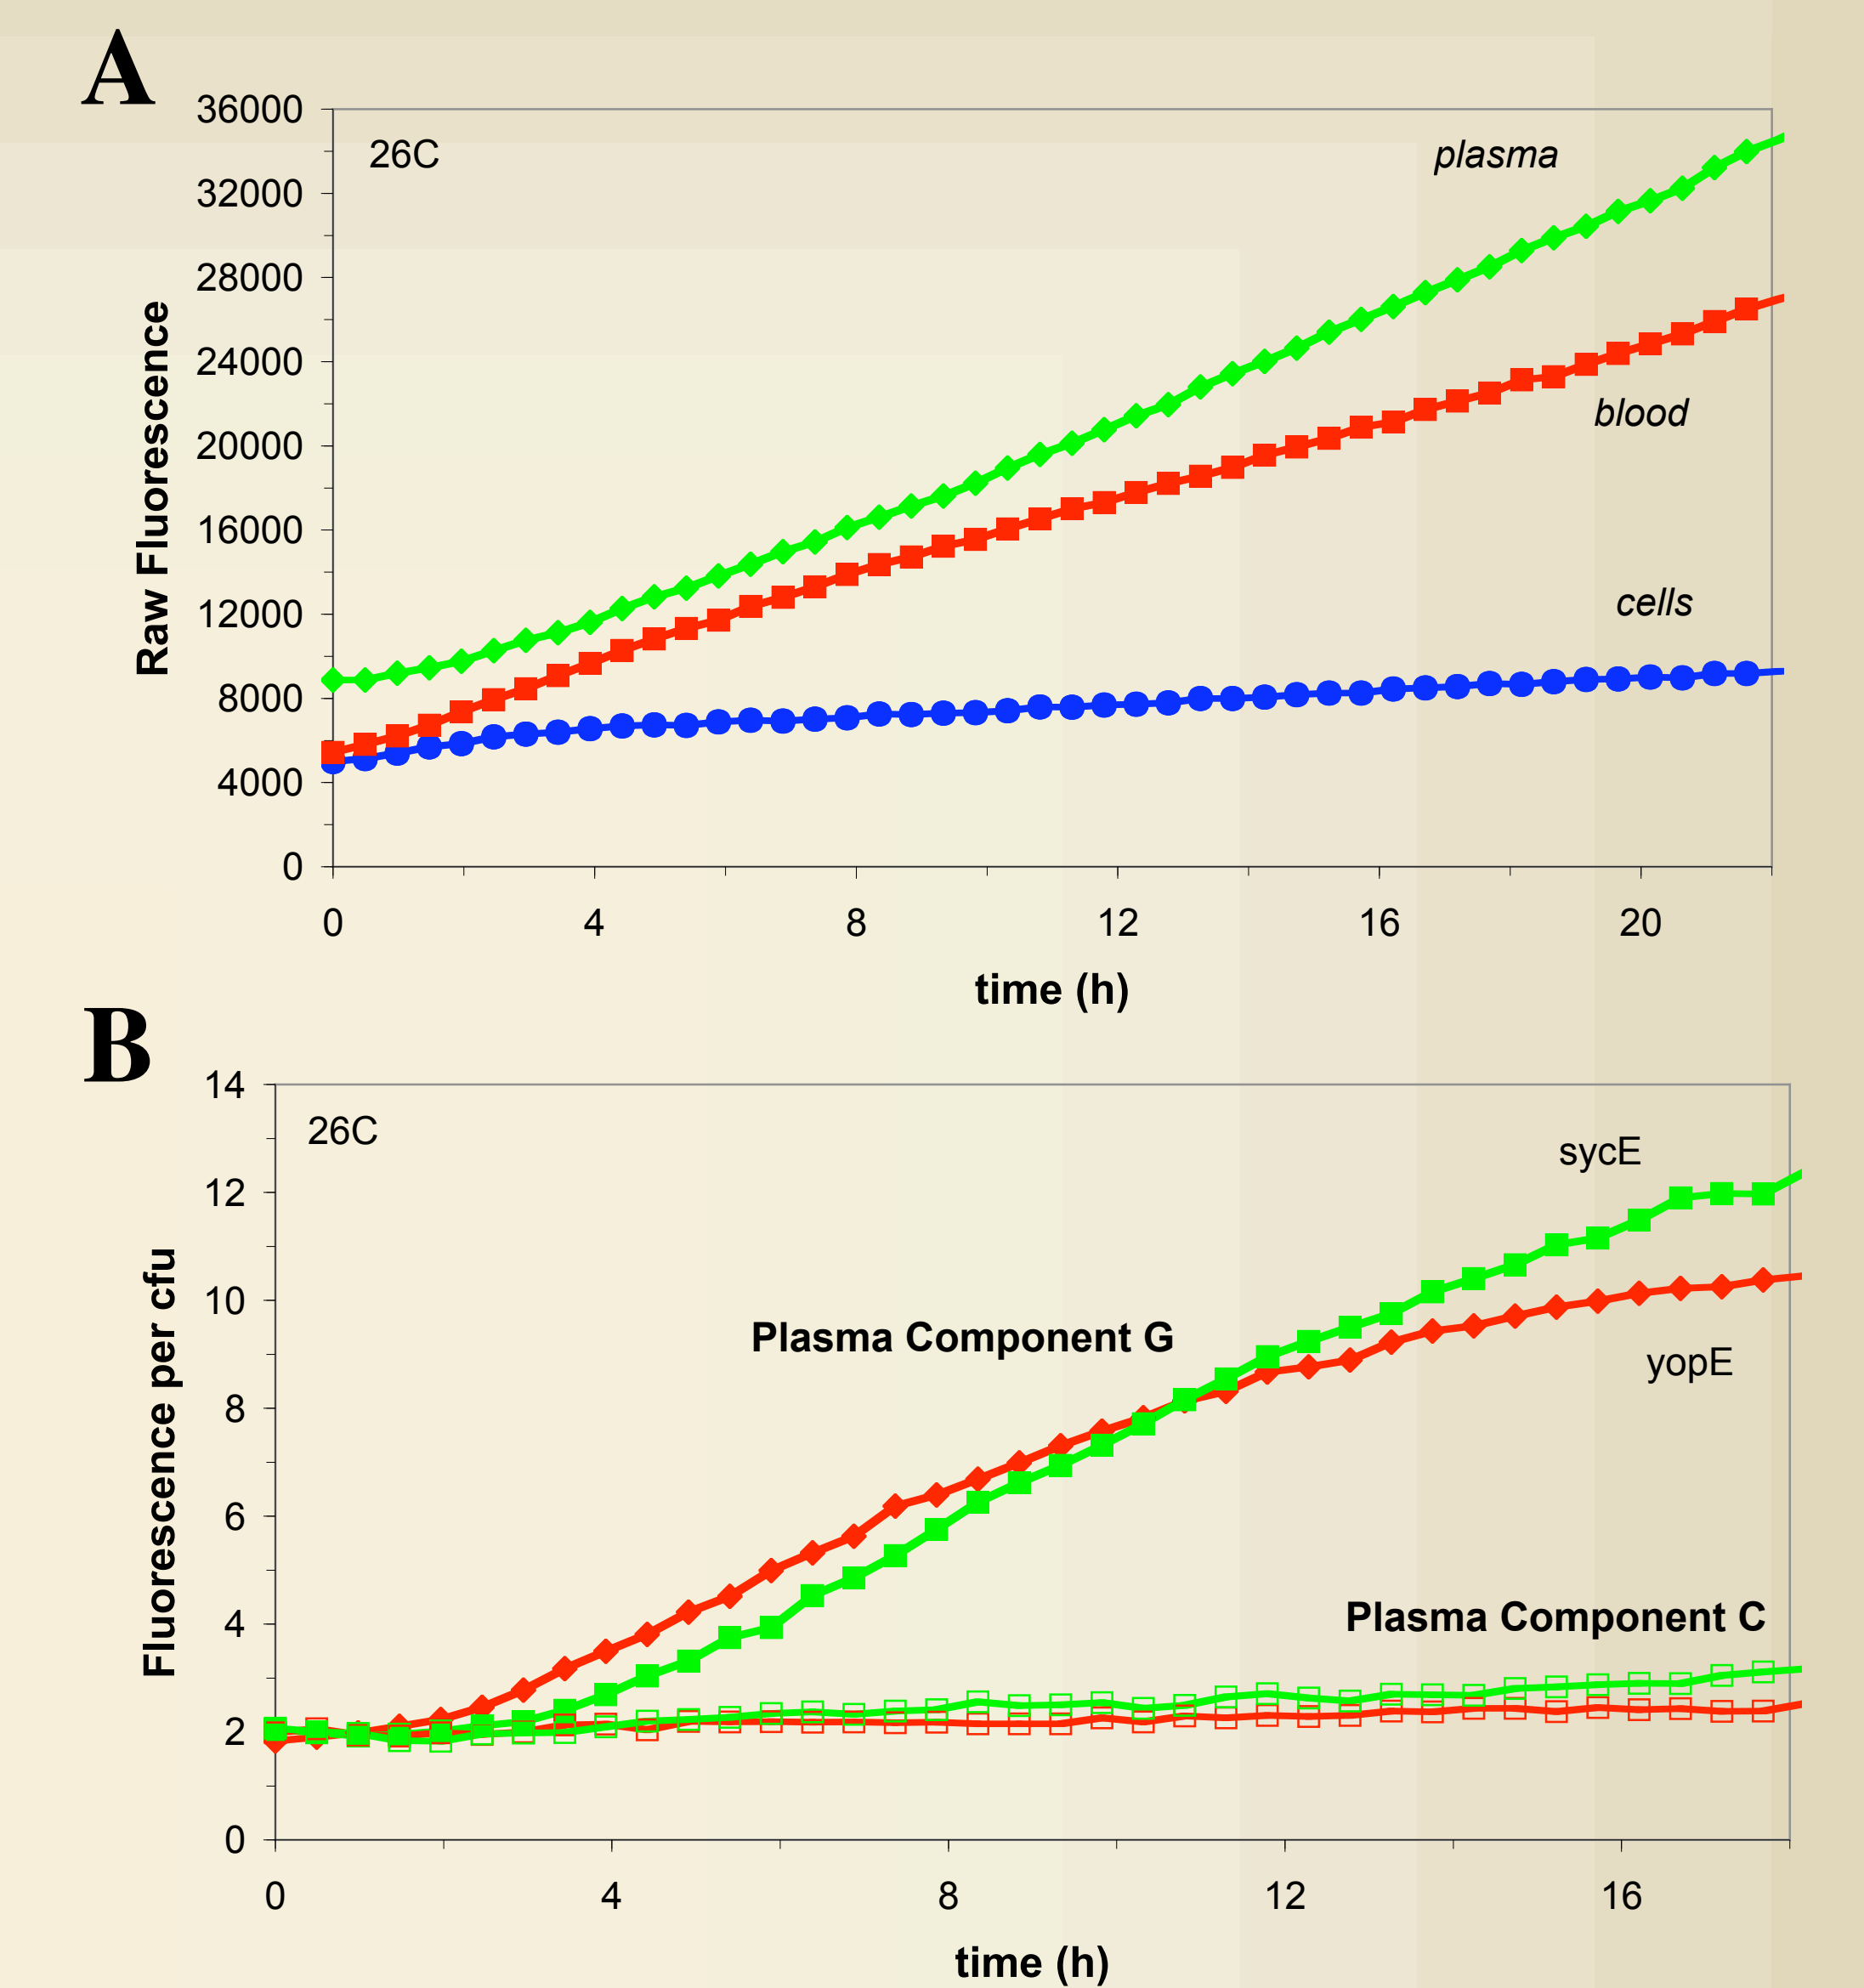 A
36000
32000
28000
24000
20000
16000
12000
8000
4000
0
26C
plasma
blood
cells
Raw Fluorescence
0 4 8 12 16 20
time (h)
B
14
12
10
8
6
4
2
0
26C
sycE
Plasma Component G
yopE
Plasma Component C
Fluorescence per cfu
0 4 8 12 16
time (h)